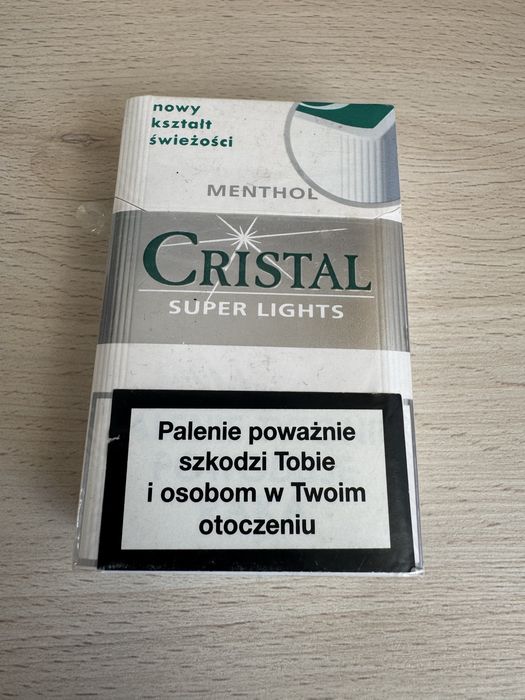 nowy
kształt
świeżości
MENTHOL
CRISTAL
SUPER LIGHTS
Palenie poważnie
szkodzi Tobie
i osobom w Twoim
otoczeniu